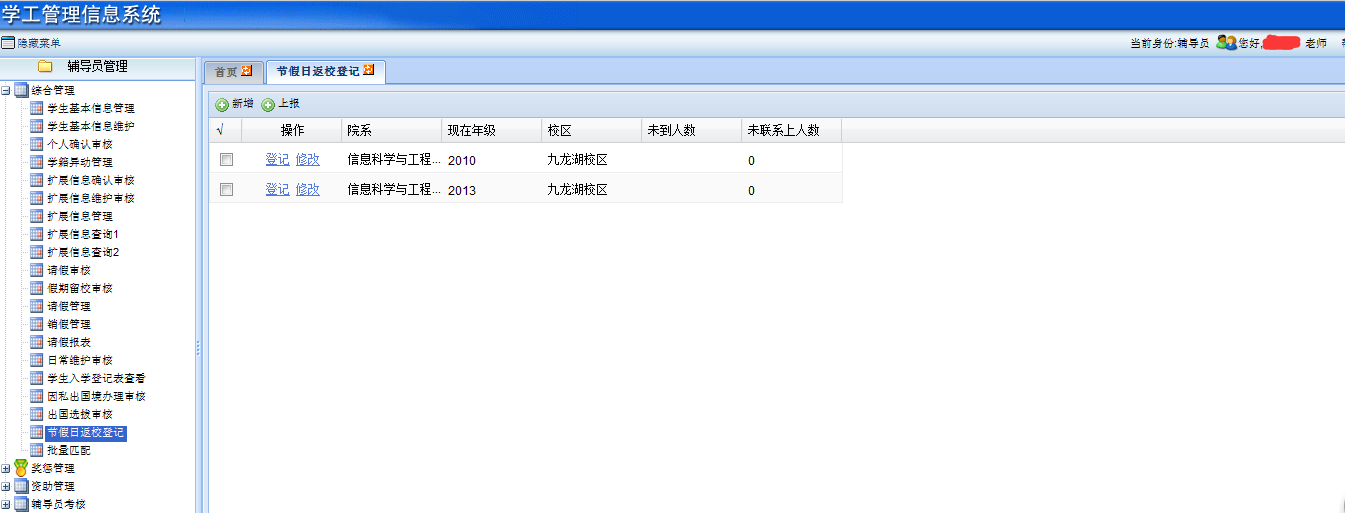 学工管理信息系统
隐藏菜单
当前身份:辅导员 您好, 老师
辅导员管理
首页 节假日返校登记
新增 上报
√ 操作 院系 现在年级 校区 未到人数 未联系上人数
登记 修改 信息科学与工程... 2010 九龙湖校区 0
登记 修改 信息科学与工程... 2013 九龙湖校区 0
综合管理
学生基本信息管理
学生基本信息维护
个人确认审核
学籍异动管理
扩展信息确认审核
扩展信息维护审核
扩展信息管理
扩展信息查询1
扩展信息查询2
请假审核
假期留校审核
请假管理
销假管理
请假报表
日常维护审核
学生入学登记表查看
因私出国境办理审核
出国选拔审核
节假日返校登记
批量匹配
奖惩管理
资助管理
辅导员考核